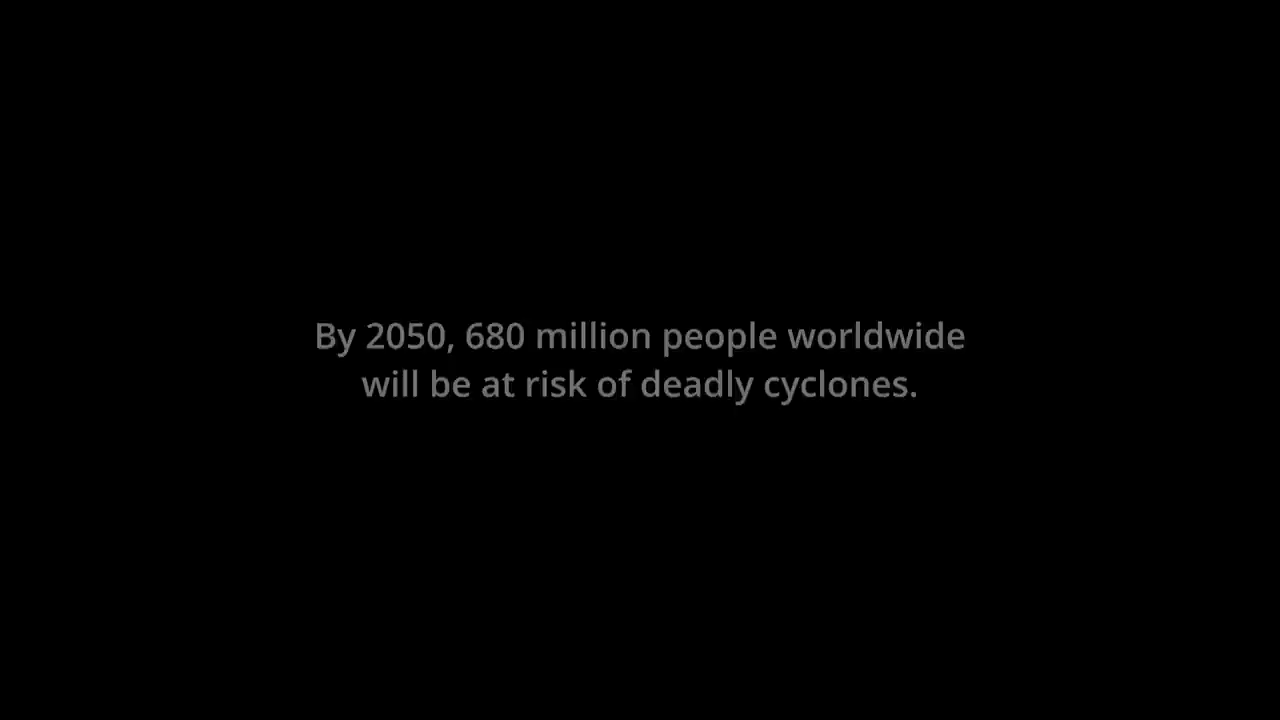 By 2050, 680 million people worldwide
will be at risk of deadly cyclones.